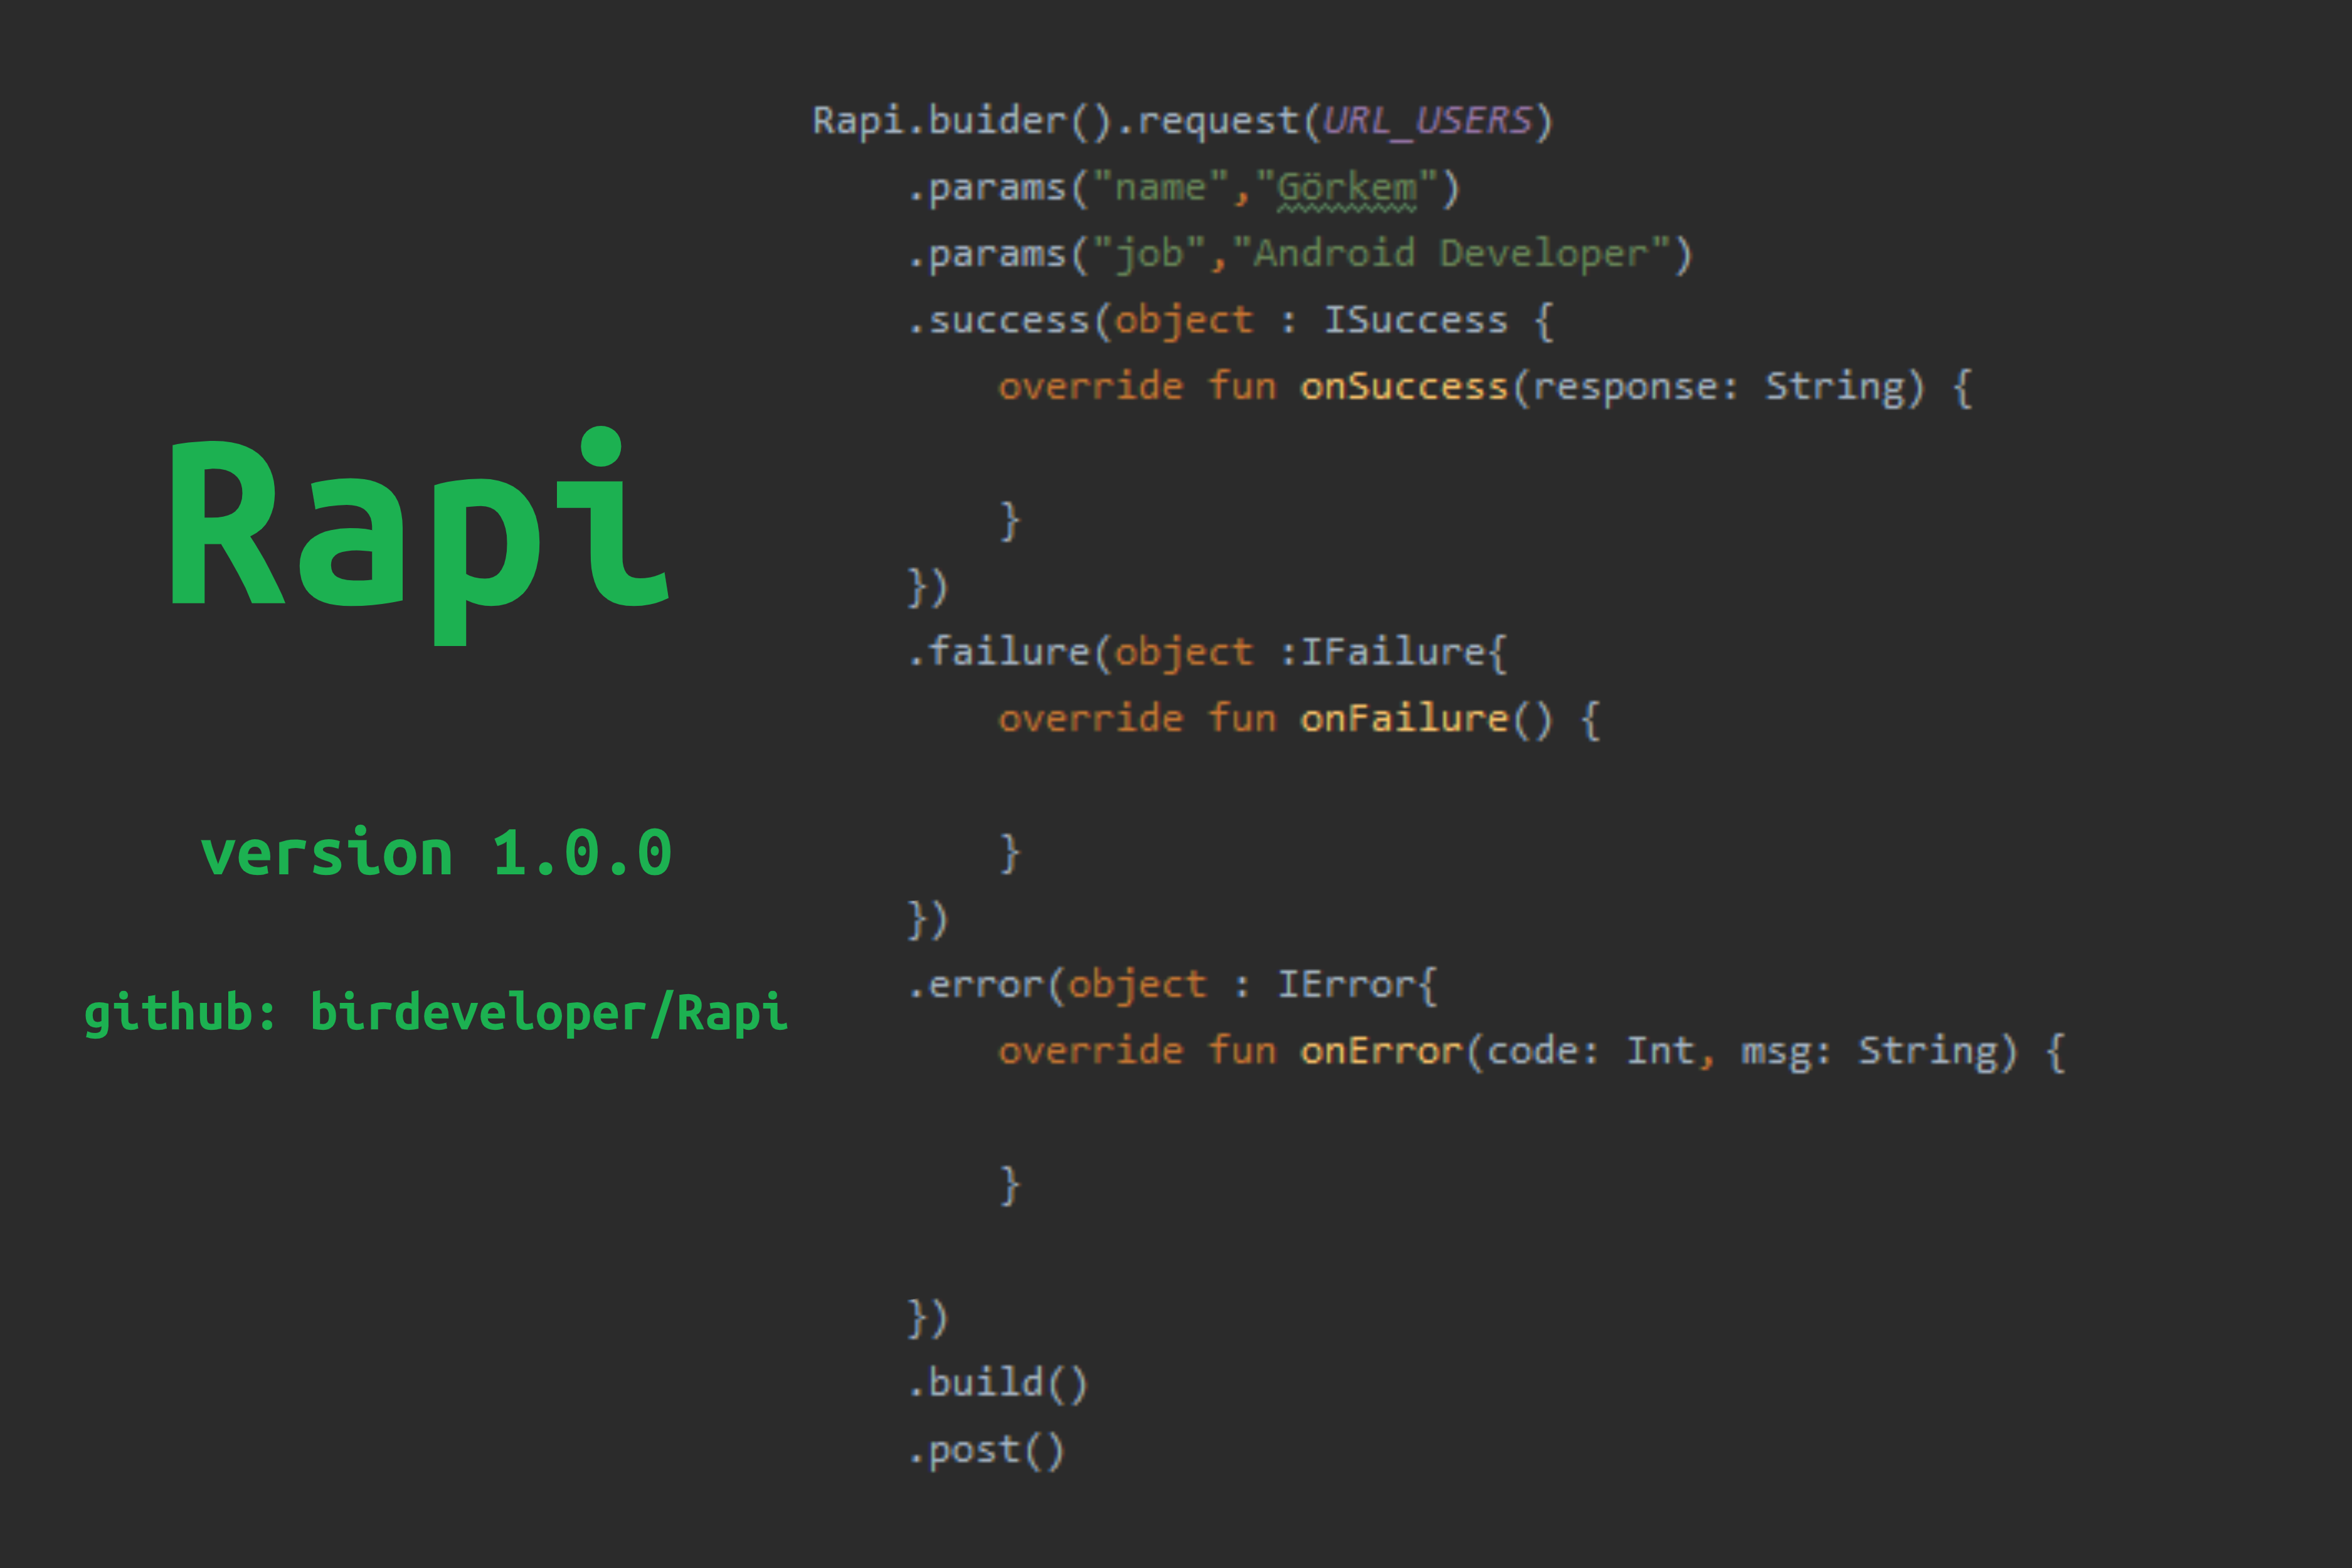 Rapi
version 1.0.0
github: birdeveloper/Rapi
Rapi.buider().request(URL_USERS)
.params("name","Görkem")
.params("job","Android Developer")
.success(object : ISuccess {
override fun onSuccess(response: String) {
}
})
.failure(object :IFailure{
override fun onFailure() {
}
})
.error(object : IError{
override fun onError(code: Int, msg: String) {
}
})
.build()
.post()